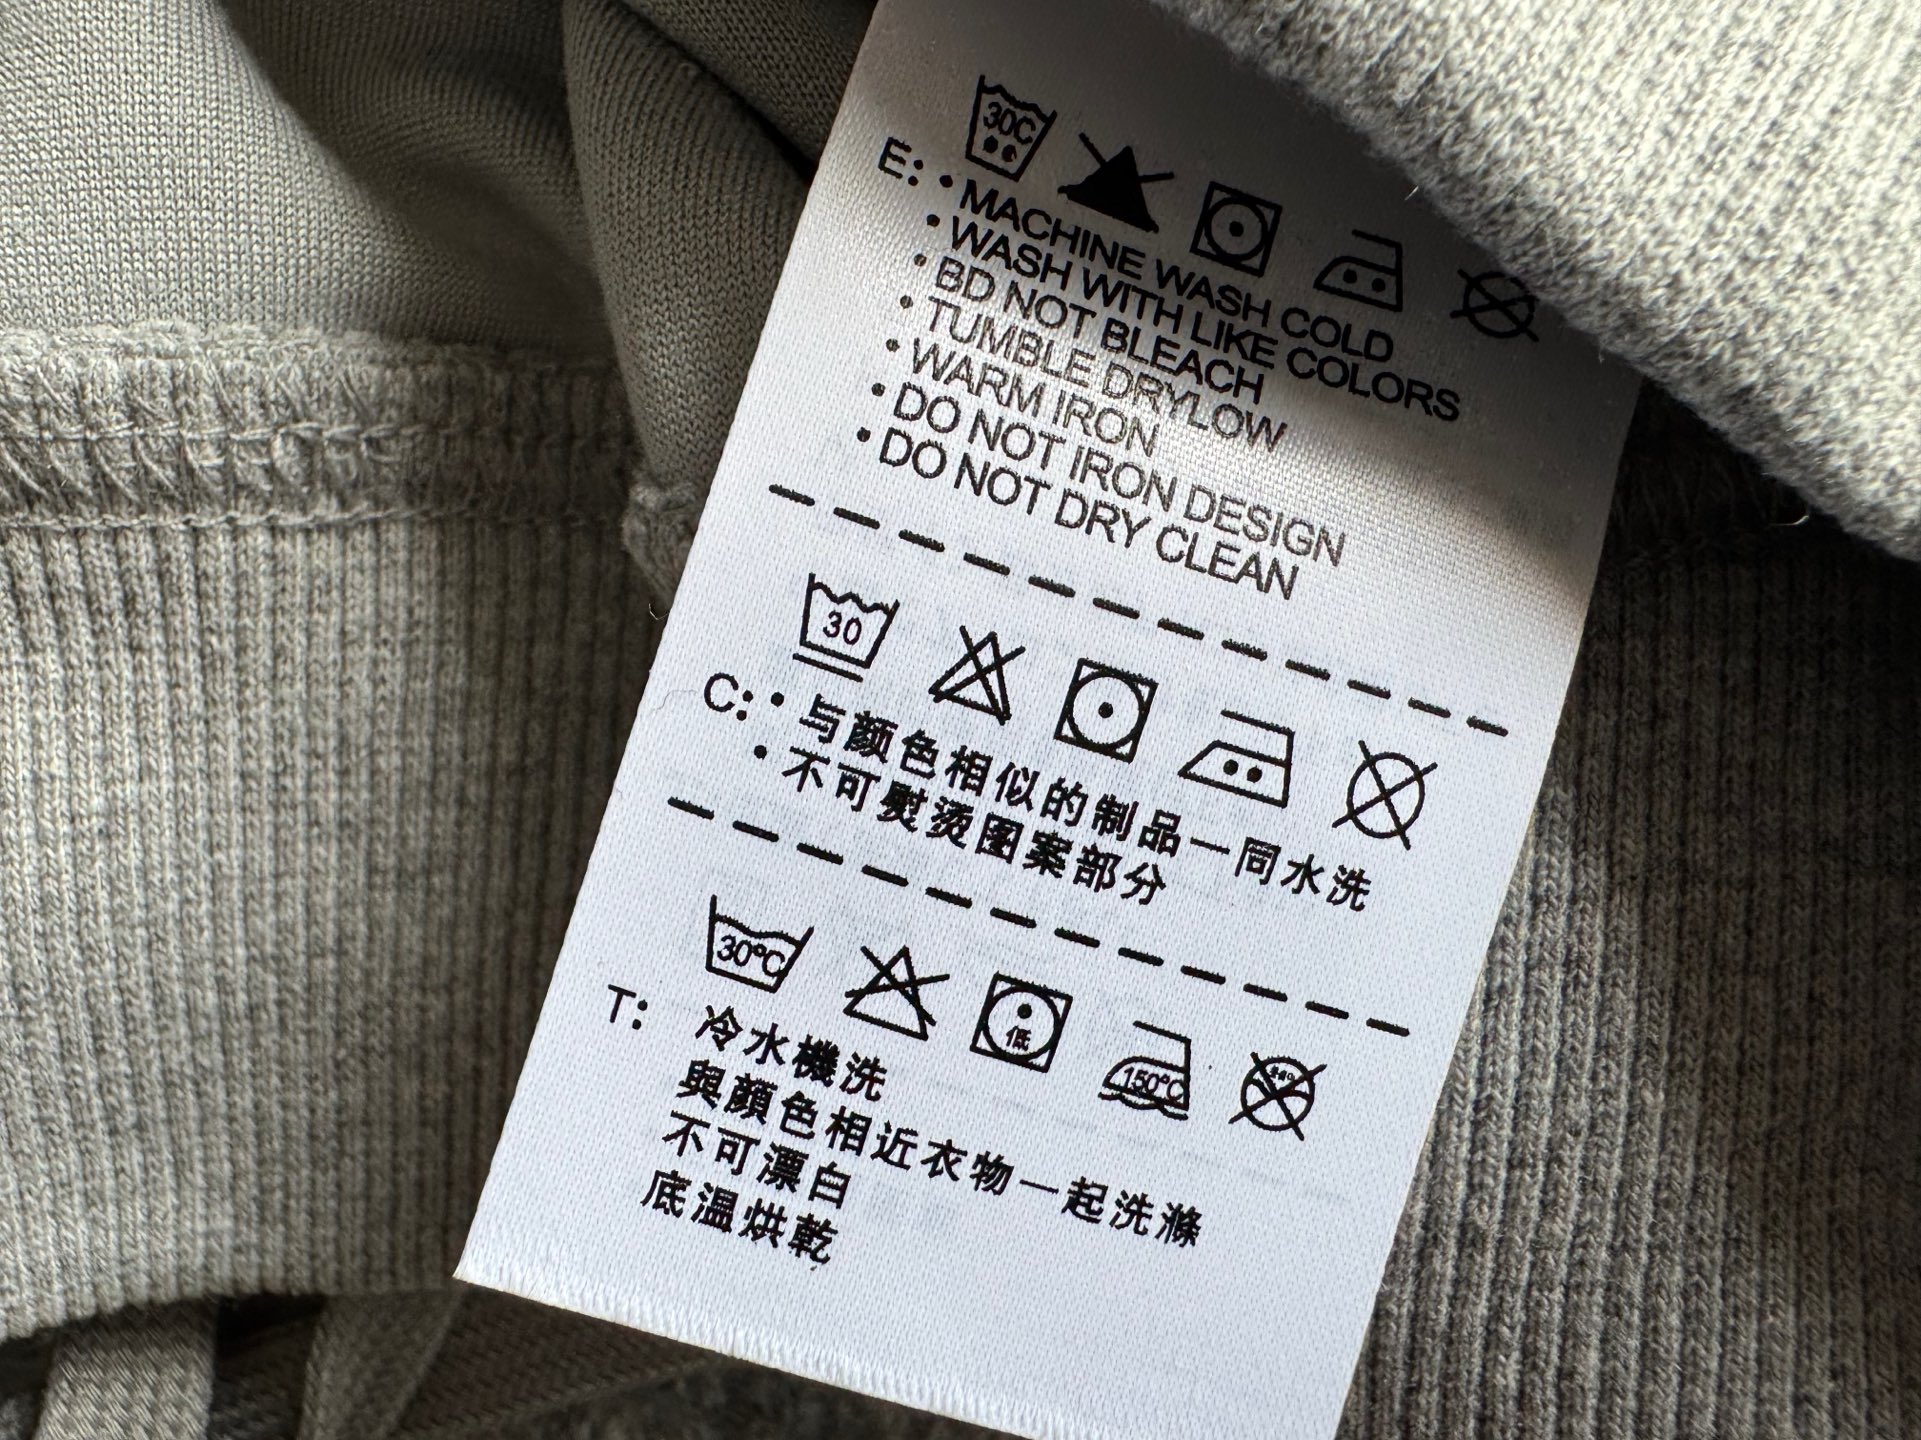 30C
E: • MACHINE WASH COLD
• WASH WITH LIKE COLORS
• BD NOT BLEACH
• TUMBLE DRYLOW
• WARM IRON
• DO NOT IRON DESIGN
• DO NOT DRY CLEAN
30
C: • 与颜色相似的制品一同水洗
• 不可熨烫图案部分
30°C 低 150°C
T: 冷水機洗
與顏色相近衣物一起洗滌
不可漂白
底温烘乾